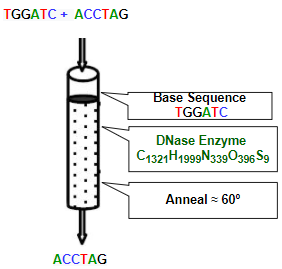 TGGATC + ACCTAG
Base Sequence
TGGATC
DNase Enzyme
C₁₃₂₁H₁₉₉₉N₃₃₉O₃₉₆S₉
Anneal ≈ 60º
ACCTAG